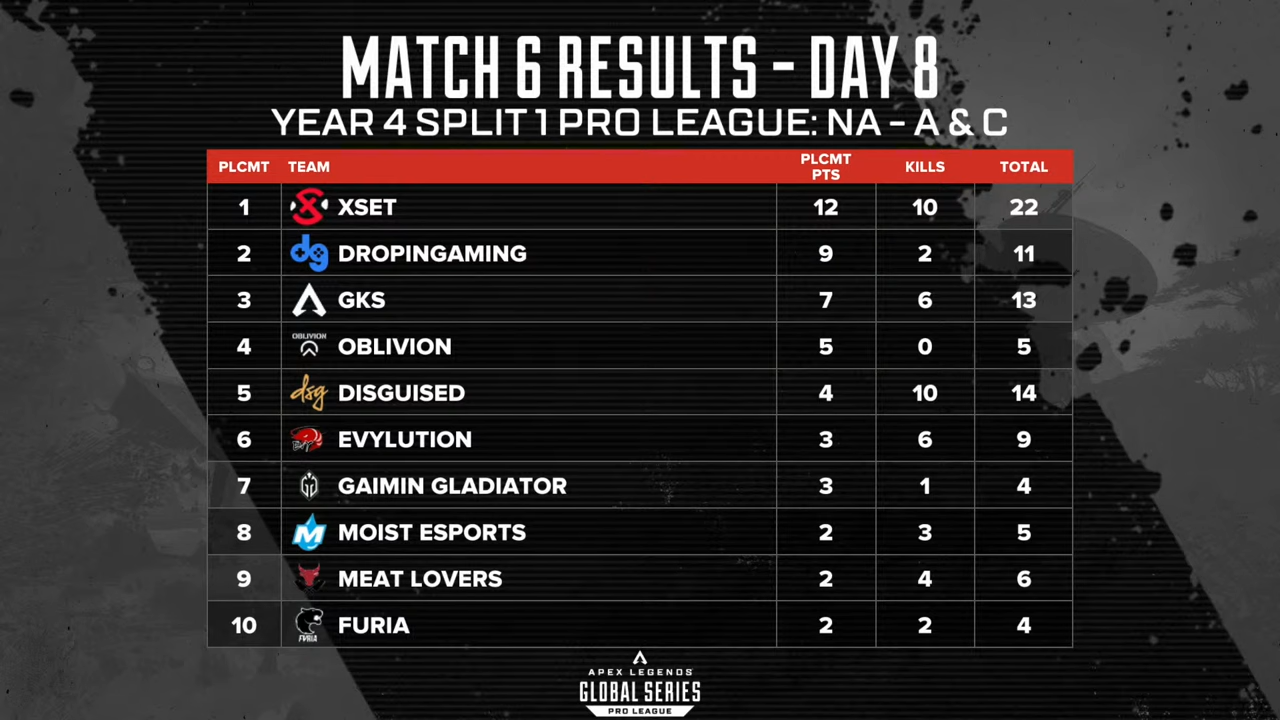 MATCH 6 RESULTS - DAY 8
YEAR 4 SPLIT 1 PRO LEAGUE: NA - A & C
PLCMT TEAM PLCMT PTS KILLS TOTAL
1 XSET 12 10 22
2 dg DROPINGAMING 9 2 11
3 GKS 7 6 13
4 OBLIVION OBLIVION 5 0 5
5 dsg DISGUISED 4 10 14
6 EVYLUTION 3 6 9
7 GAIMIN GLADIATOR 3 1 4
8 M MOIST ESPORTS 2 3 5
9 MEAT LOVERS 2 4 6
10 FURIA FURIA 2 2 4
APEX LEGENDS
GLOBAL SERIES
PRO LEAGUE